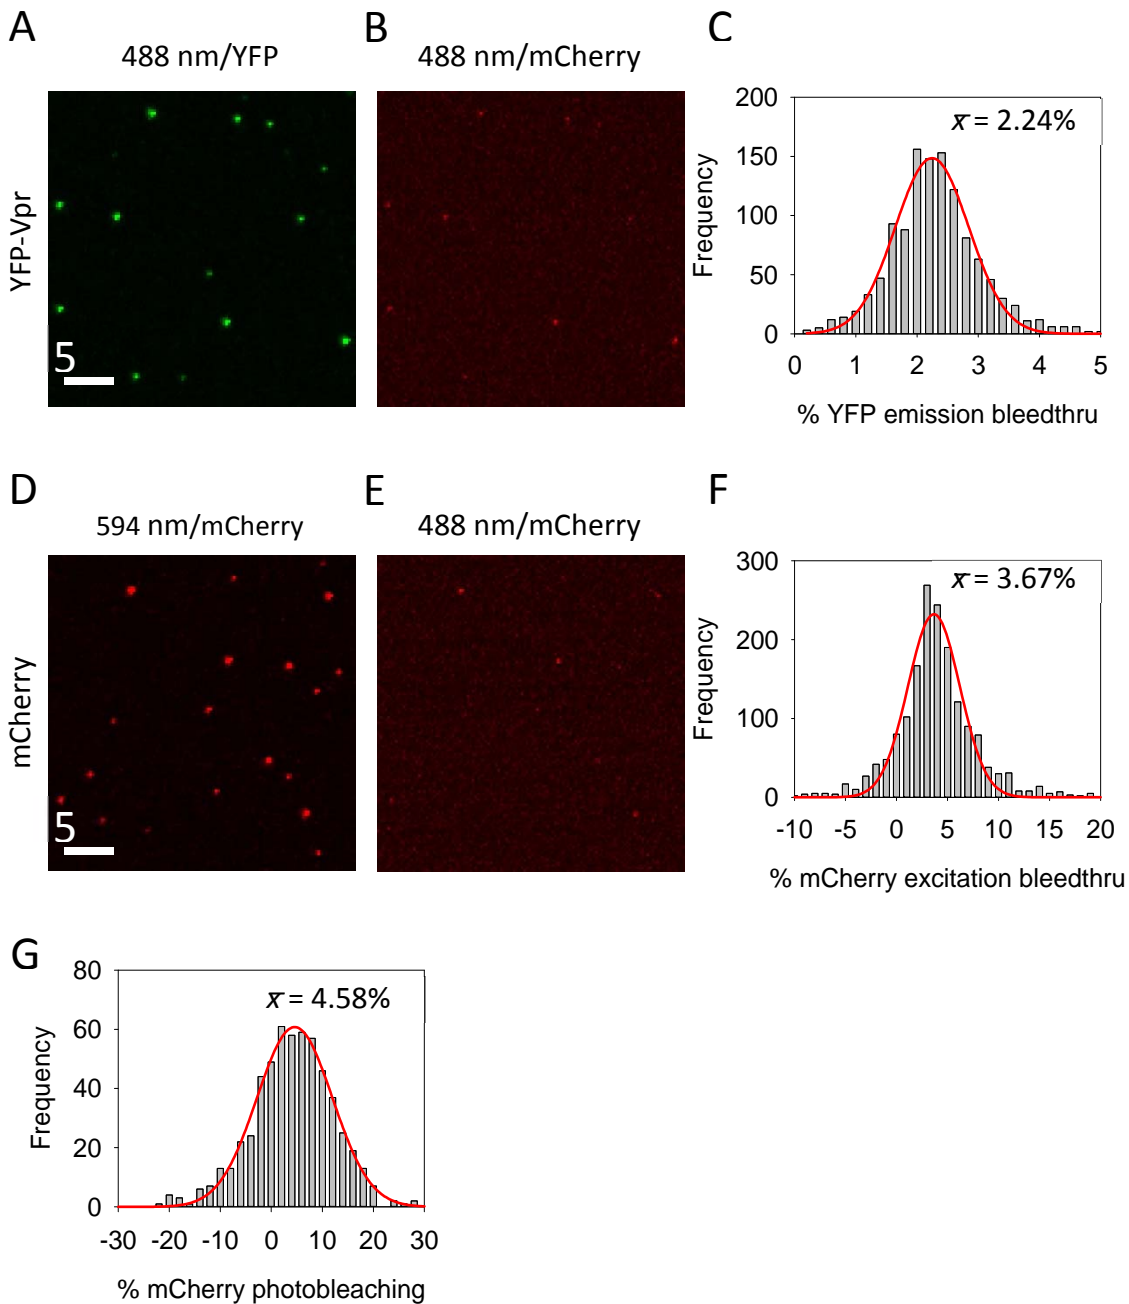 A
B
C
488 nm/YFP
488 nm/mCherry
YFP-Vpr
5
x̅ = 2.24%
Frequency
200
150
100
50
0
0 1 2 3 4 5
% YFP emission bleedthru
D
E
F
594 nm/mCherry
488 nm/mCherry
mCherry
5
x̅ = 3.67%
Frequency
300
200
100
0
-10 -5 0 5 10 15 20
% mCherry excitation bleedthru
G
x̅ = 4.58%
Frequency
80
60
40
20
0
-30 -20 -10 0 10 20 30
% mCherry photobleaching